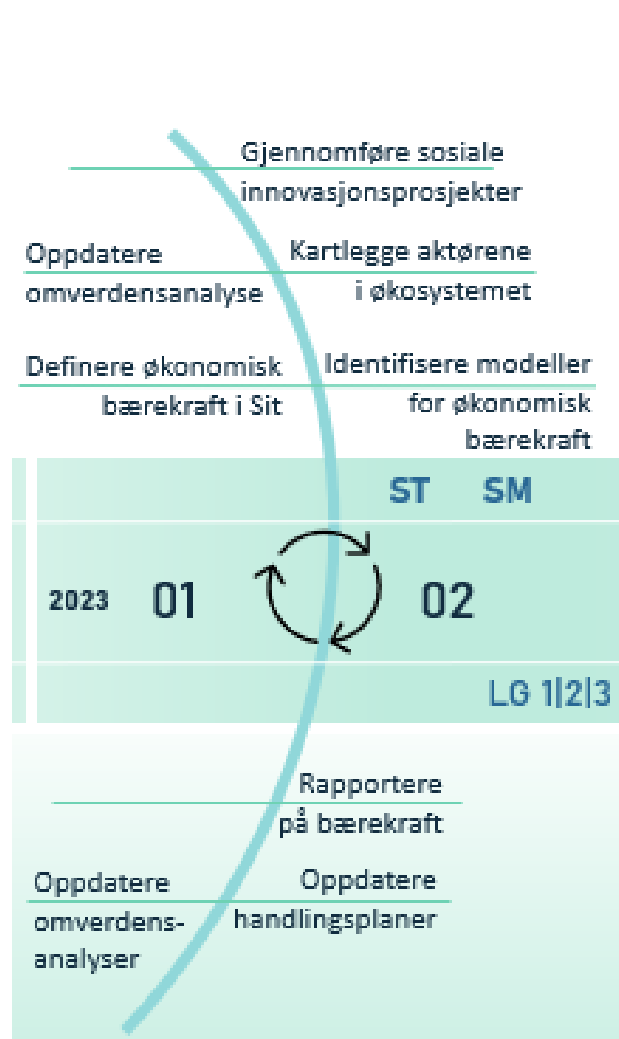 Gjennomføre sosiale
innovasjonsprosjekter
Oppdatere
omverdensanalyse
Kartlegge aktørene
i økosystemet
Definere økonomisk
bærekraft i Sit
Identifisere modeller
for økonomisk
bærekraft
ST SM
2023 01 02
LG 1|2|3
Rapportere
på bærekraft
Oppdatere
omverdens-
analyser
Oppdatere
handlingsplaner